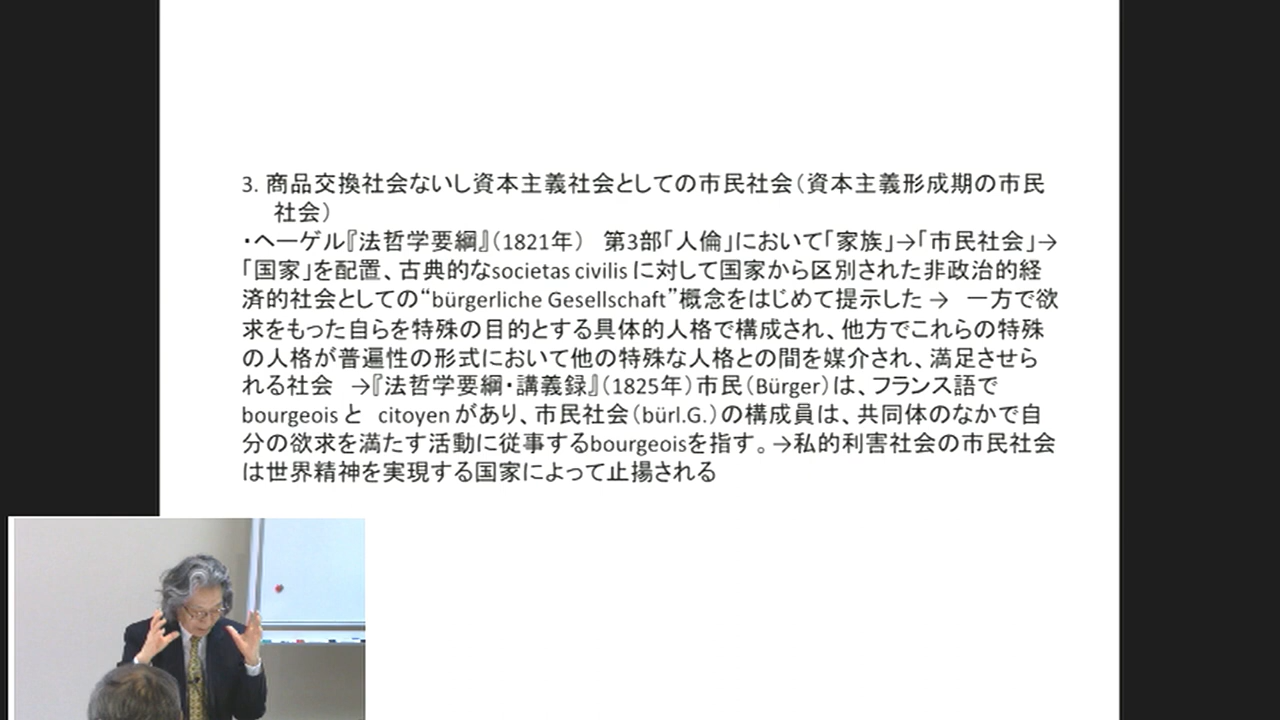 3. 商品交換社会ないし資本主義社会としての市民社会（資本主義形成期の市民
社会）
・ヘーゲル『法哲学要綱』（1821年）　第3部「人倫」において「家族」→「市民社会」→
「国家」を配置、古典的なsocietas civilis に対して国家から区別された非政治的経
済的社会としての“bürgerliche Gesellschaft”概念をはじめて提示した →　一方で欲
求をもった自らを特殊の目的とする具体的人格で構成され、他方でこれらの特殊
の人格が普遍性の形式において他の特殊な人格との間を媒介され、満足させら
れる社会　→『法哲学要綱・講義録』（1825年）市民（Bürger）は、フランス語で
bourgeois と　citoyen があり、市民社会（bürl.G.）の構成員は、共同体のなかで自
分の欲求を満たす活動に従事するbourgeoisを指す。→私的利害社会の市民社会
は世界精神を実現する国家によって止揚される